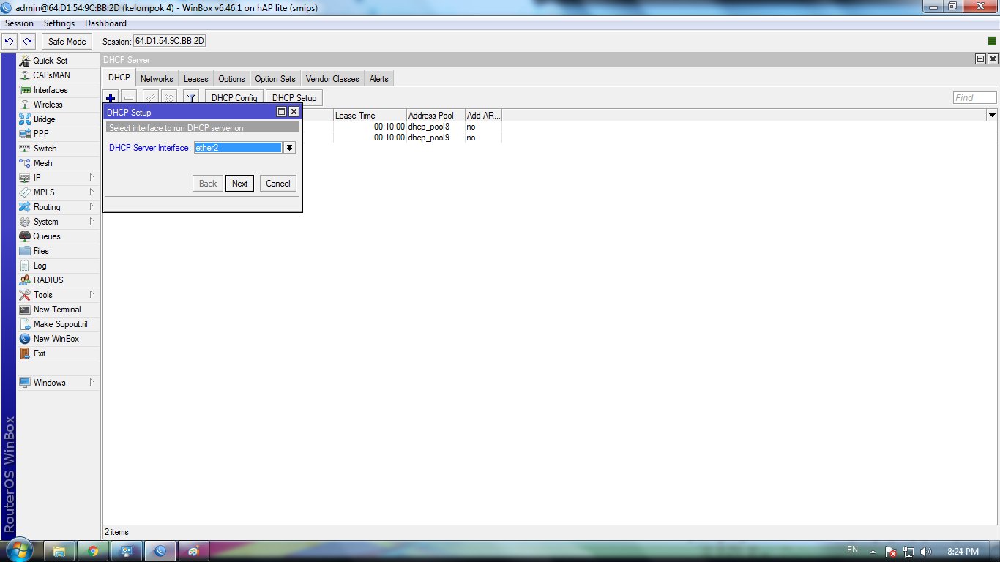 admin@64:D1:54:9C:BB:2D (kelompok 4) - WinBox v6.46.1 on hAP lite (smips)
Session Settings Dashboard
Safe Mode Session: 64:D1:54:9C:BB:2D
Quick Set
CAPsMAN
Interfaces
Wireless
Bridge
PPP
Switch
Mesh
IP
MPLS
Routing
System
Queues
Files
Log
RADIUS
Tools
New Terminal
Make Supout.rif
New WinBox
Exit
Windows
RouterOS WinBox
DHCP Server
DHCP Networks Leases Options Option Sets Vendor Classes Alerts
DHCP Config DHCP Setup Find
Lease Time Address Pool Add AR...
00:10:00 dhcp_pool8 no
00:10:00 dhcp_pool9 no
DHCP Setup
Select interface to run DHCP server on
DHCP Server Interface: ether2
Back Next Cancel
2 items
EN 8:24 PM